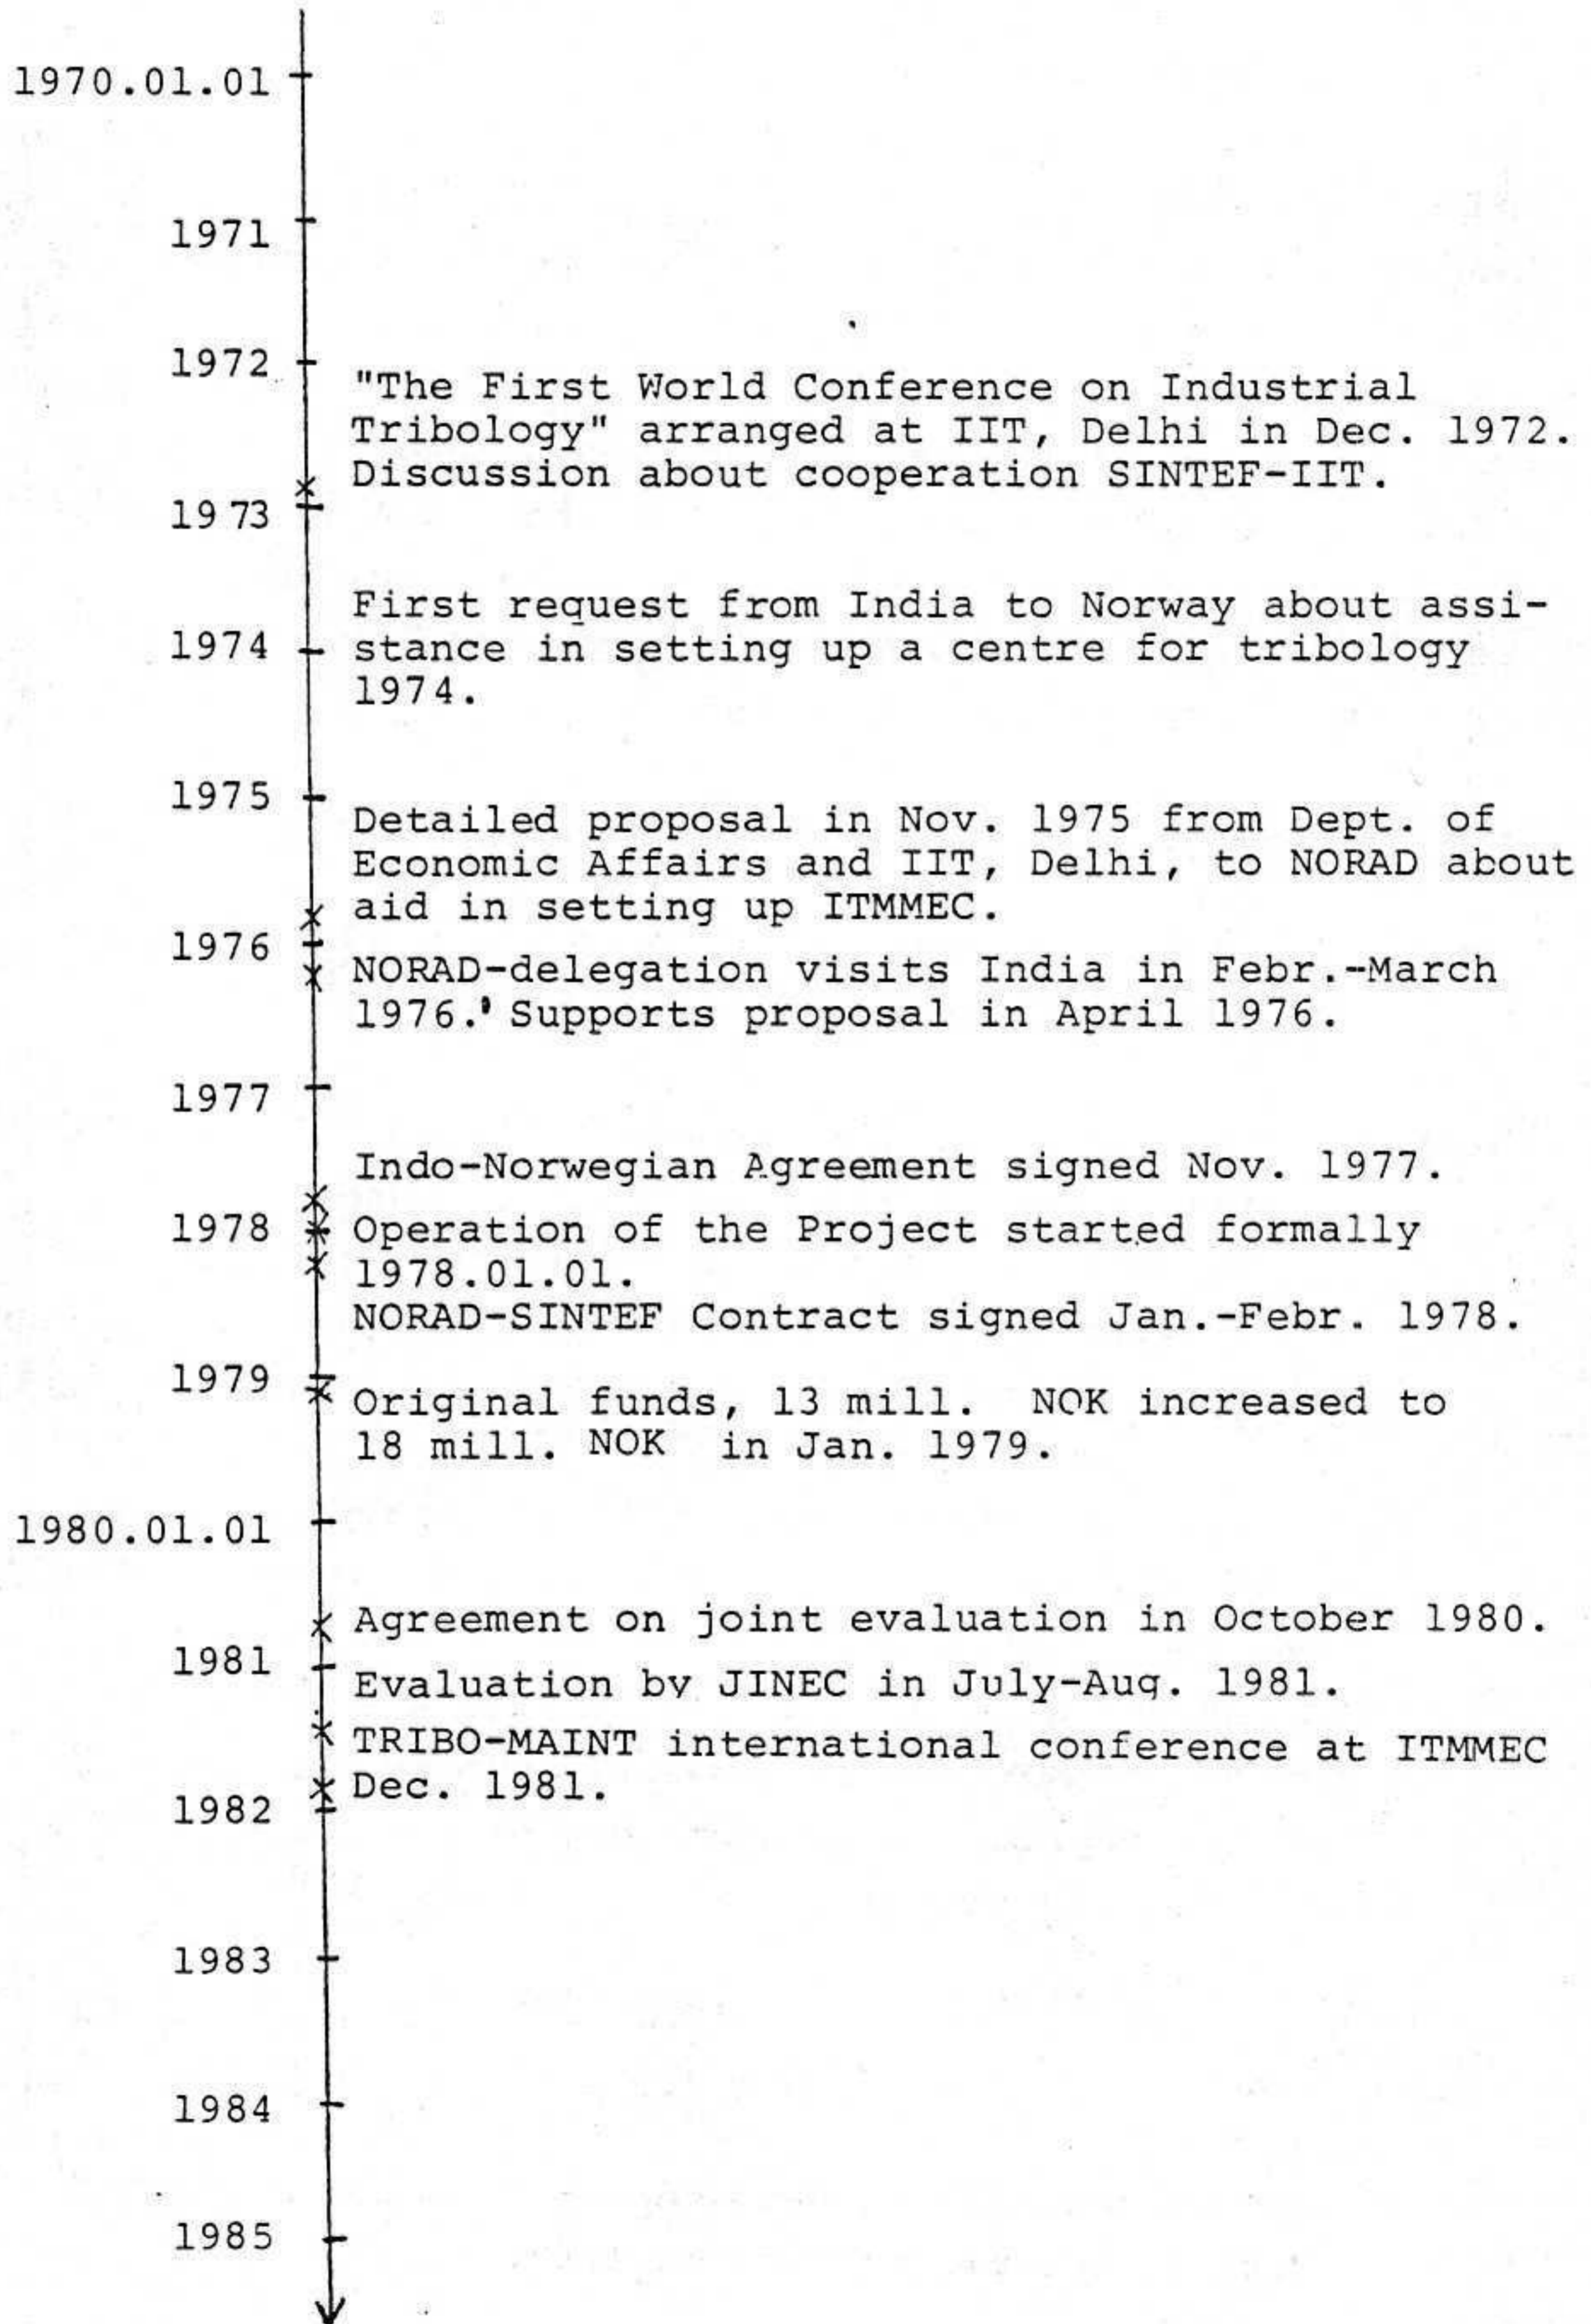 1970.01.01
1971
1972
"The First World Conference on Industrial
Tribology" arranged at IIT, Delhi in Dec. 1972.
Discussion about cooperation SINTEF-IIT.
1973
First request from India to Norway about assi-
1974 stance in setting up a centre for tribology
1974.
1975
Detailed proposal in Nov. 1975 from Dept. of
Economic Affairs and IIT, Delhi, to NORAD about
aid in setting up ITMMEC.
1976
NORAD-delegation visits India in Febr.-March
1976. Supports proposal in April 1976.
1977
Indo-Norwegian Agreement signed Nov. 1977.
1978 Operation of the Project started formally
1978.01.01.
NORAD-SINTEF Contract signed Jan.-Febr. 1978.
1979
Original funds, 13 mill. NOK increased to
18 mill. NOK in Jan. 1979.
1980.01.01
Agreement on joint evaluation in October 1980.
1981
Evaluation by JINEC in July-Aug. 1981.
TRIBO-MAINT international conference at ITMMEC
Dec. 1981.
1982
1983
1984
1985